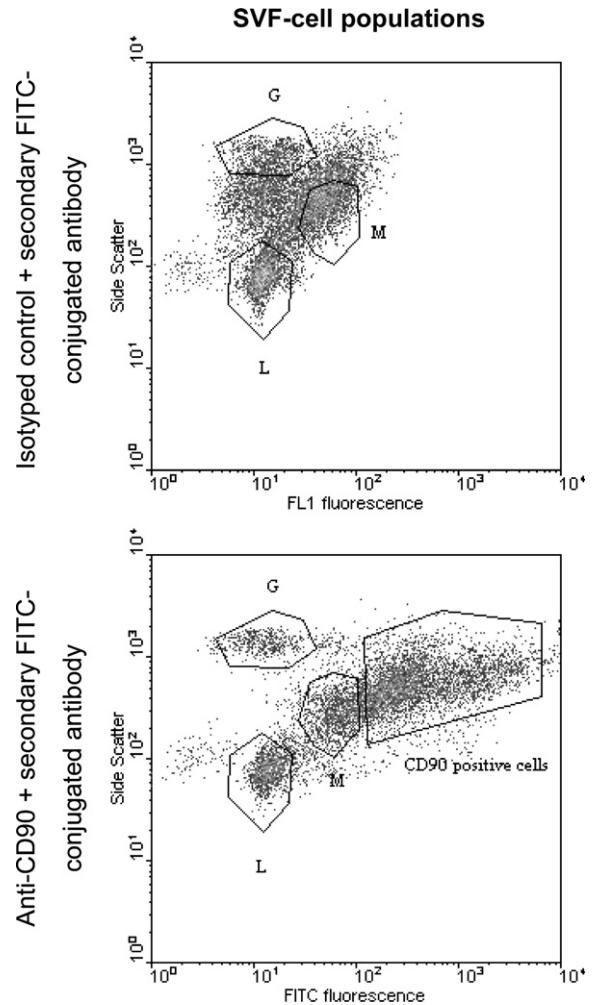 SVF-cell populations
Isotyped control + secondary FITC-
conjugated antibody
Side Scatter
10⁴
10³
10²
10¹
10⁰
G
M
L
10⁰ 10¹ 10² 10³ 10⁴
FL1 fluorescence
Anti-CD90 + secondary FITC-
conjugated antibody
Side Scatter
10⁴
10³
10²
10¹
10⁰
G
CD90 positive cells
M
L
10⁰ 10¹ 10² 10³ 10⁴
FITC fluorescence